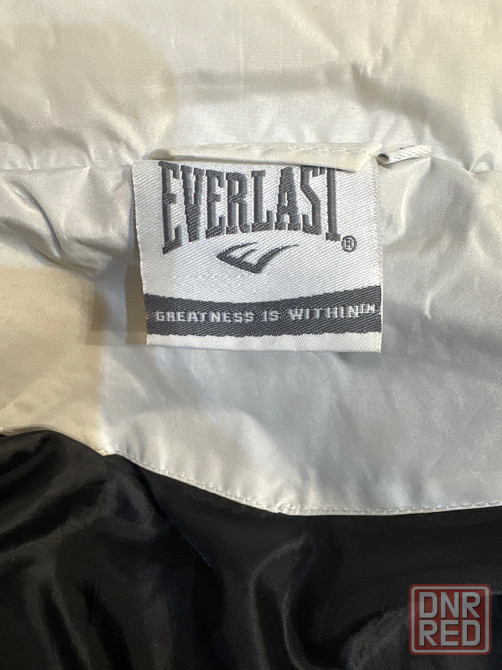 EVERLAST®
GREATNESS IS WITHIN™
DNR
RED